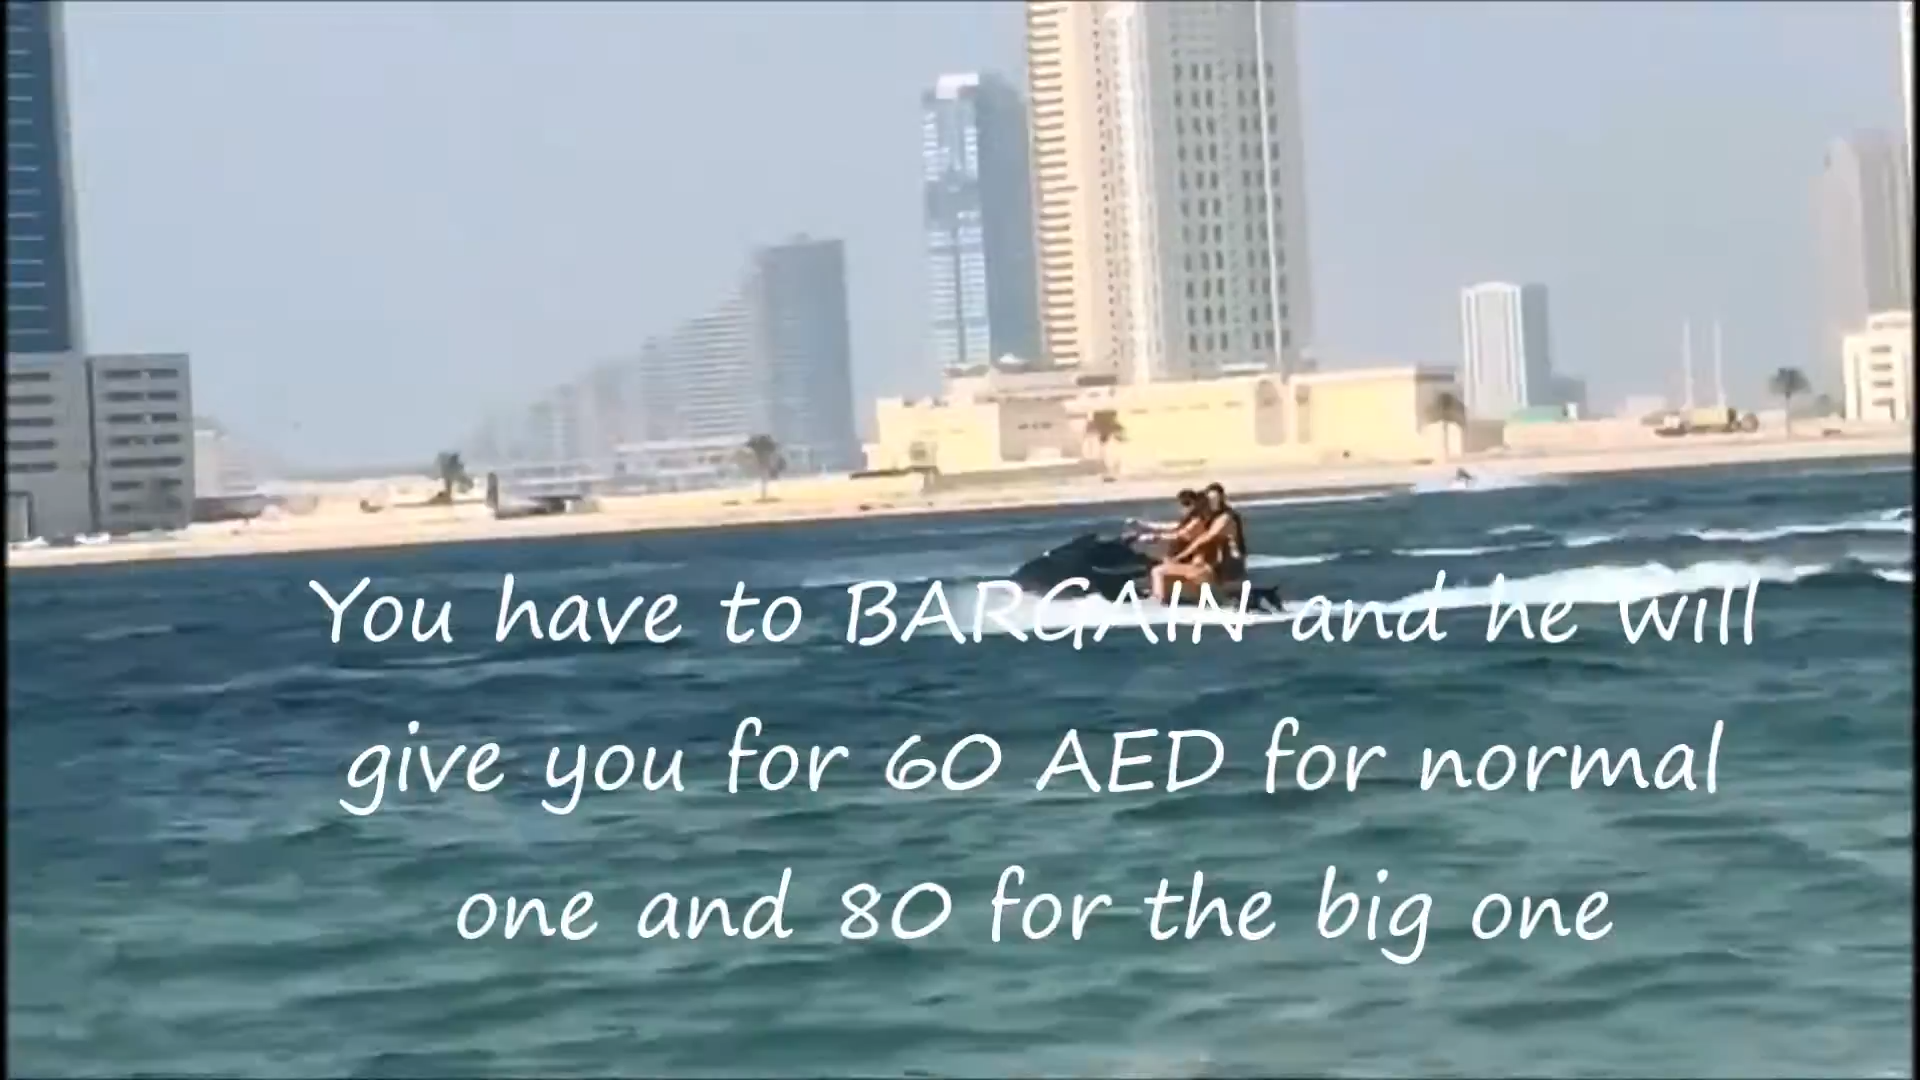 You have to BARGAIN and he will
give you for 60 AED for normal
one and 80 for the big one